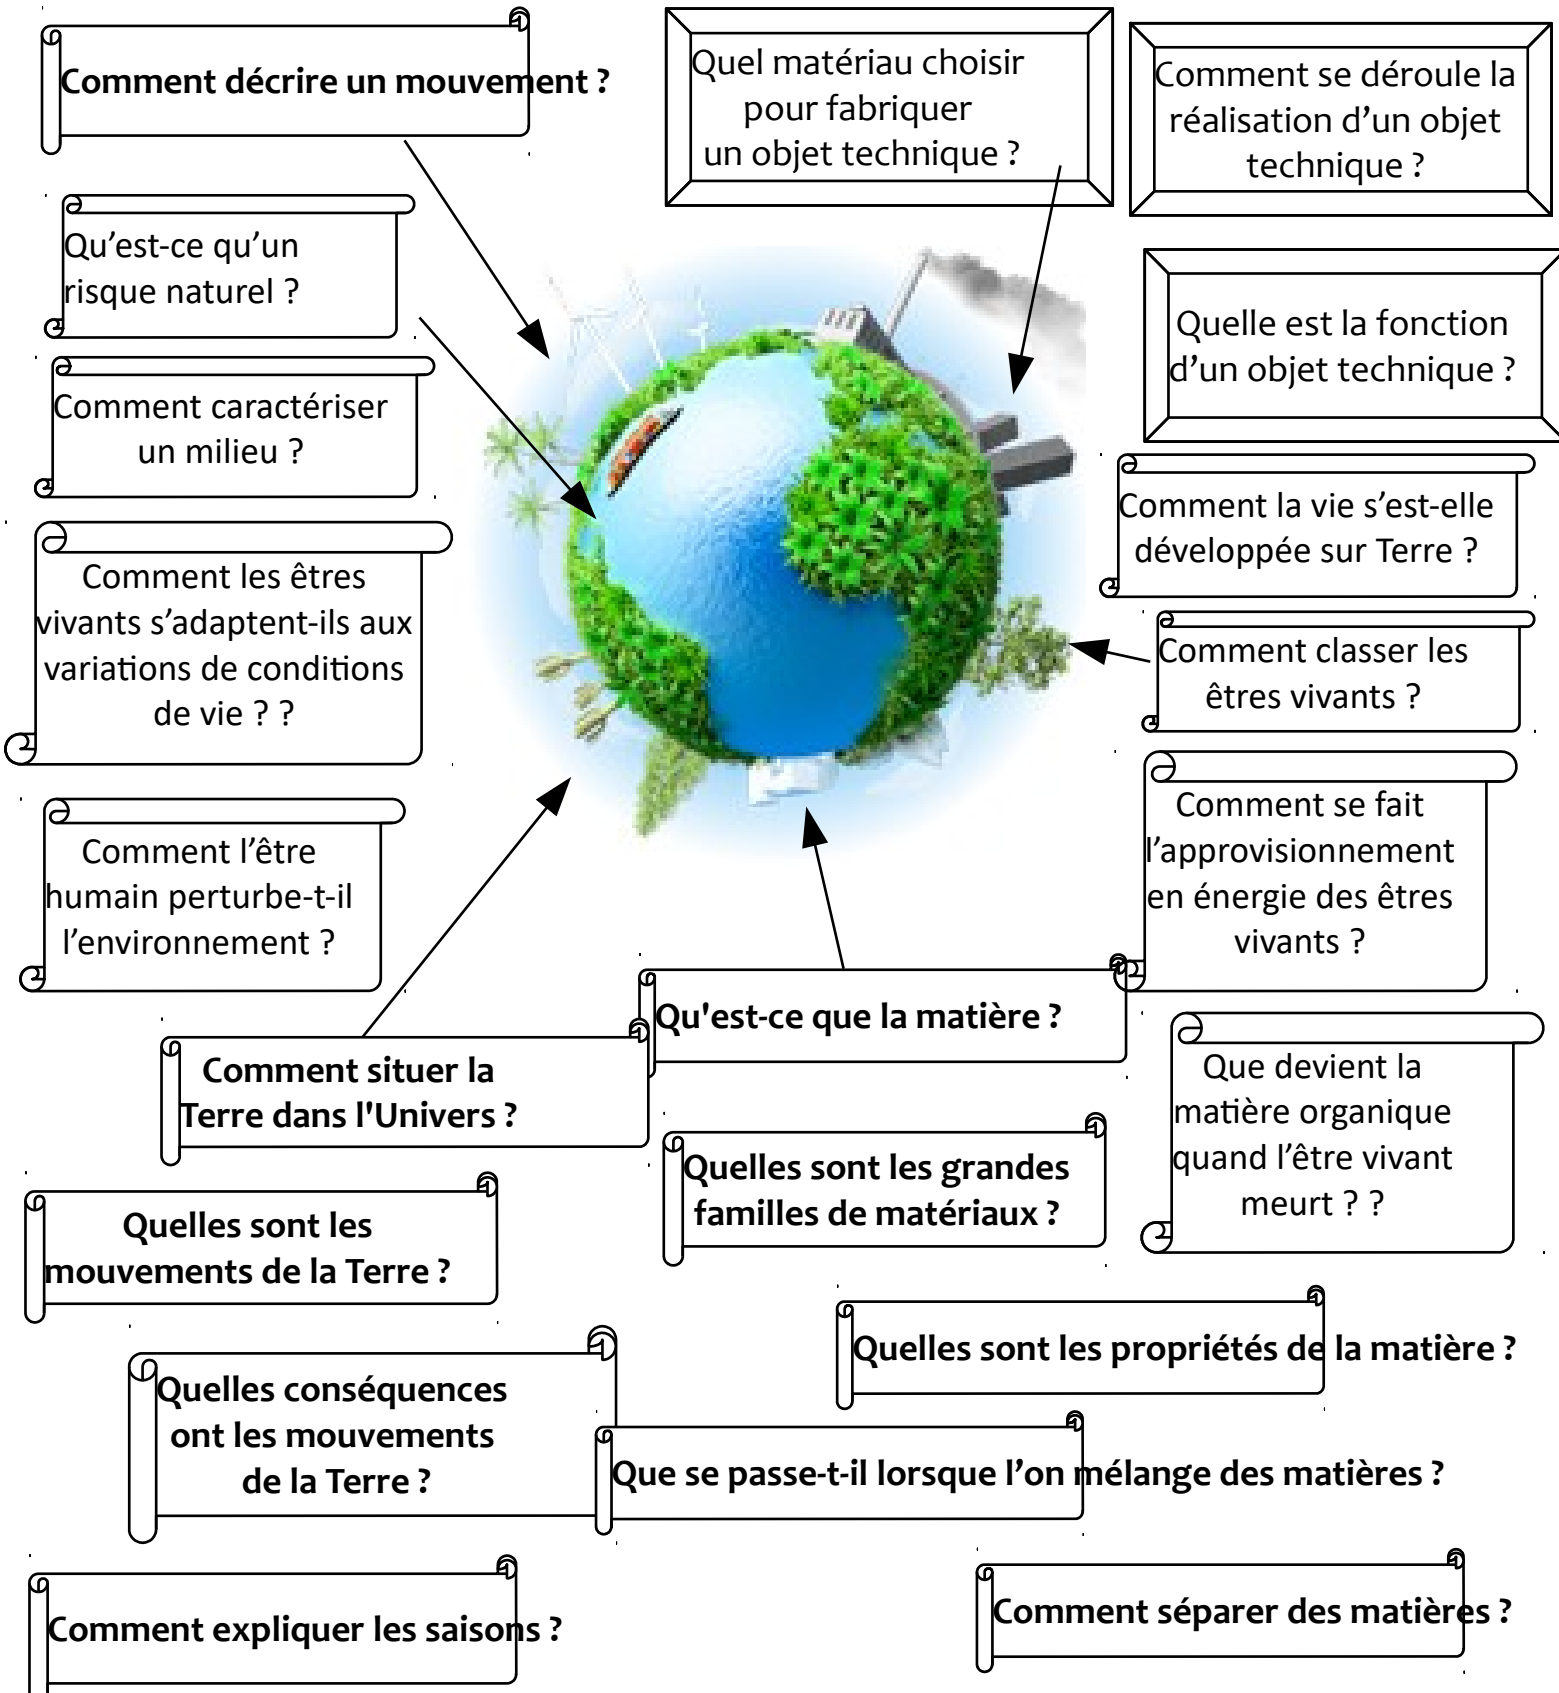 Comment décrire un mouvement ?
Quel matériau choisir
pour fabriquer
un objet technique ?
Comment se déroule la
réalisation d’un objet
technique ?
Qu’est-ce qu’un
risque naturel ?
Quelle est la fonction
d’un objet technique ?
Comment caractériser
un milieu ?
Comment la vie s’est-elle
développée sur Terre ?
Comment les êtres
vivants s’adaptent-ils aux
variations de conditions
de vie ? ?
Comment classer les
êtres vivants ?
Comment se fait
l’approvisionnement
en énergie des êtres
vivants ?
Comment l’être
humain perturbe-t-il
l’environnement ?
Qu'est-ce que la matière ?
Comment situer la
Terre dans l'Univers ?
Que devient la
matière organique
quand l’être vivant
meurt ? ?
Quelles sont les grandes
familles de matériaux ?
Quelles sont les
mouvements de la Terre ?
Quelles sont les propriétés de la matière ?
Quelles conséquences
ont les mouvements
de la Terre ?
Que se passe-t-il lorsque l’on mélange des matières ?
Comment expliquer les saisons ?
Comment séparer des matières ?